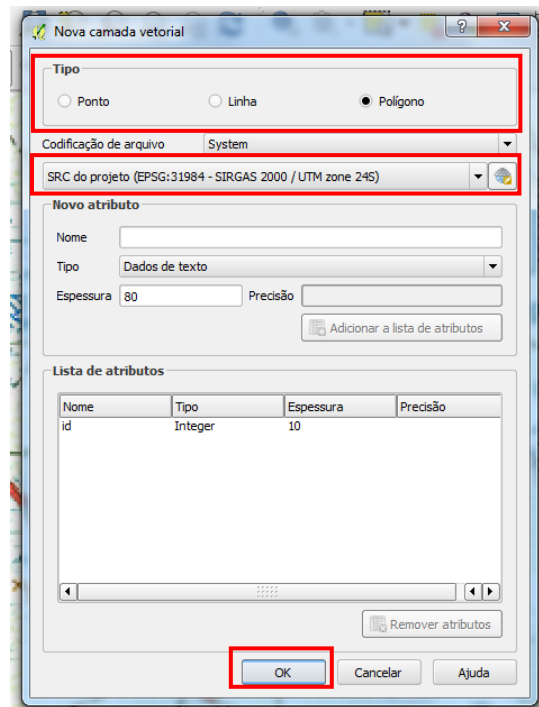 Nova camada vetorial
Tipo
Ponto Linha Polígono
Codificação de arquivo System
SRC do projeto (EPSG:31984 - SIRGAS 2000 / UTM zone 24S)
Novo atributo
Nome
Tipo Dados de texto
Espessura 80 Precisão
Adicionar a lista de atributos
Lista de atributos
Nome Tipo Espessura Precisão
id Integer 10
Remover atributos
OK Cancelar Ajuda